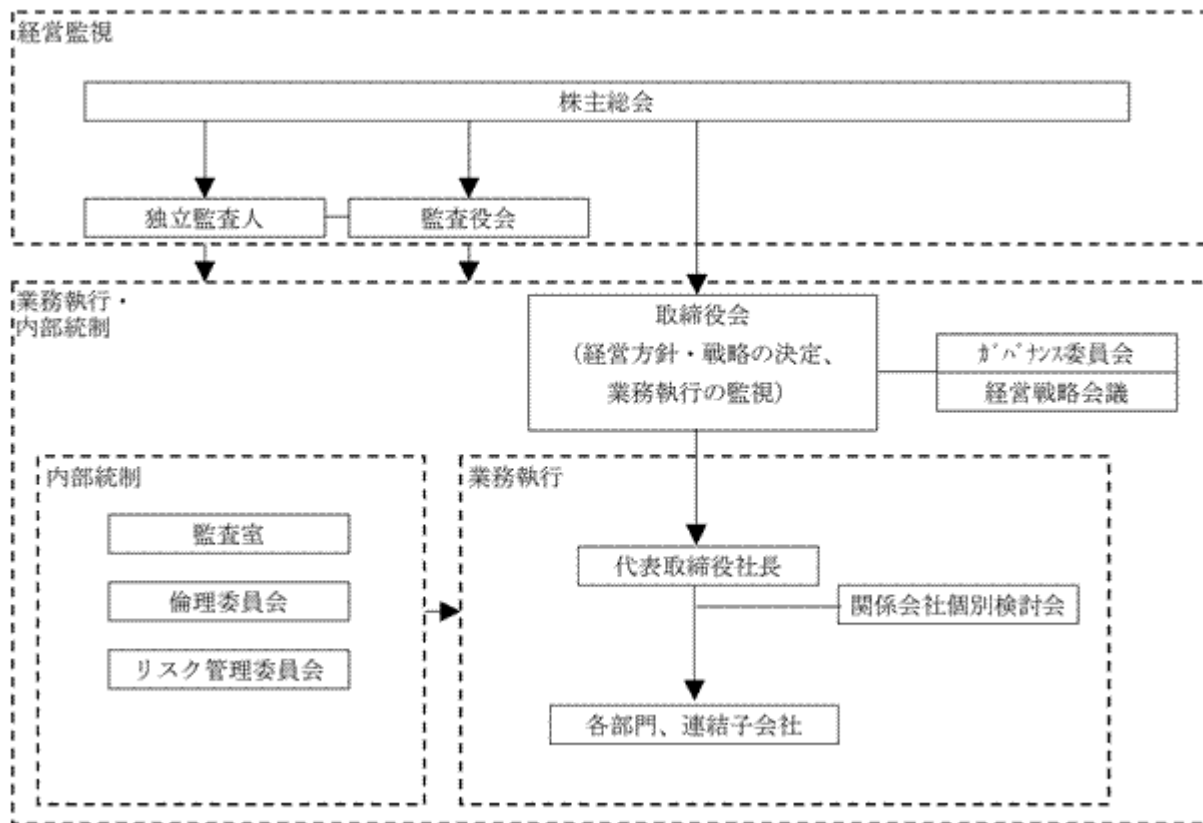 経営監視
株主総会
独立監査人
監査役会
業務執行・
内部統制
取締役会
（経営方針・戦略の決定、
業務執行の監視）
ｶﾞﾊﾞﾅﾝｽ委員会
経営戦略会議
内部統制
監査室
倫理委員会
リスク管理委員会
業務執行
代表取締役社長
関係会社個別検討会
各部門、連結子会社